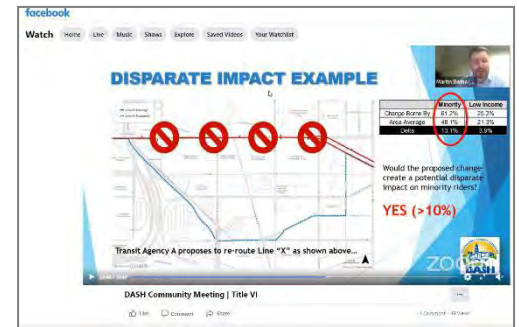 facebook
Watch Home Live Music Shows Explore Saved Videos Your Watchlist
DISPARATE IMPACT EXAMPLE
Minority Low Income
Change Borne By 61.2% 25.2%
Area Average 48.1% 21.3%
Delta 13.1% 3.9%
Would the proposed change
create a potential disparate
impact on minority riders?
YES (>10%)
Transit Agency A proposes to re-route Line “X” as shown above...
ZOOM
DASH
DASH Community Meeting | Title VI
Like Comment Share